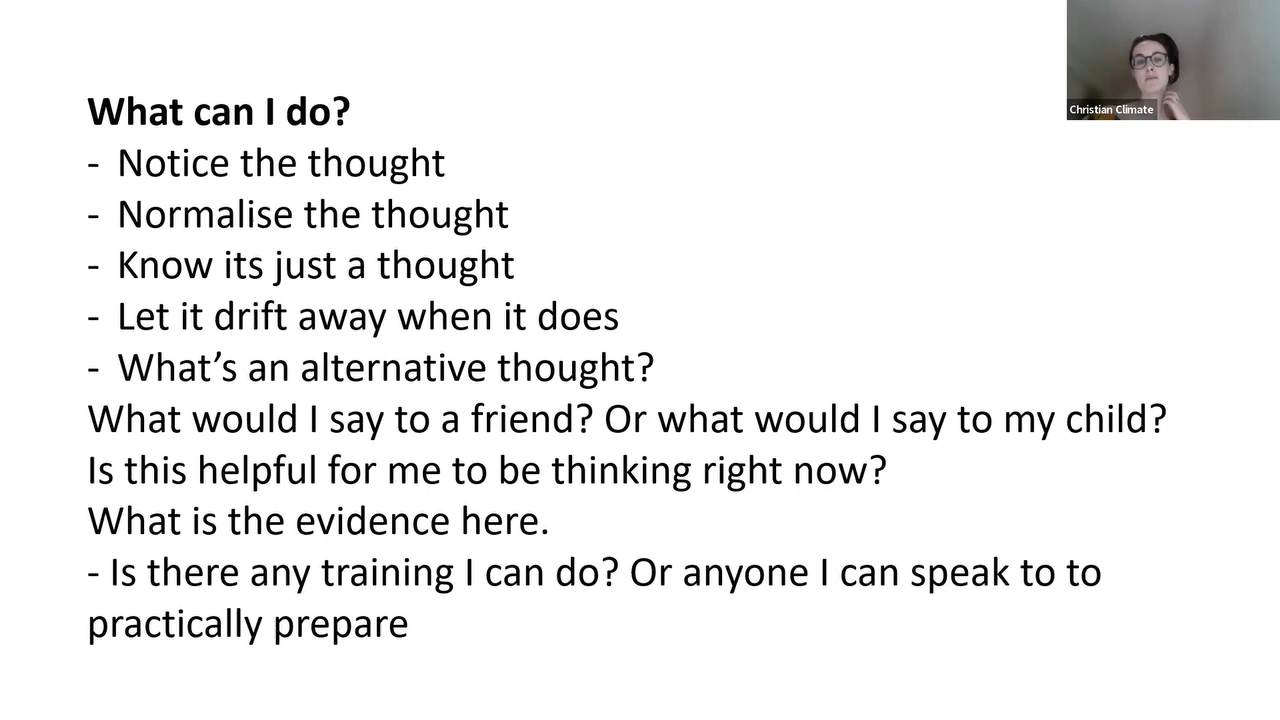 What can I do?
- Notice the thought
- Normalise the thought
- Know its just a thought
- Let it drift away when it does
- What’s an alternative thought?
What would I say to a friend? Or what would I say to my child?
Is this helpful for me to be thinking right now?
What is the evidence here.
- Is there any training I can do? Or anyone I can speak to to
practically prepare
Christian Climate